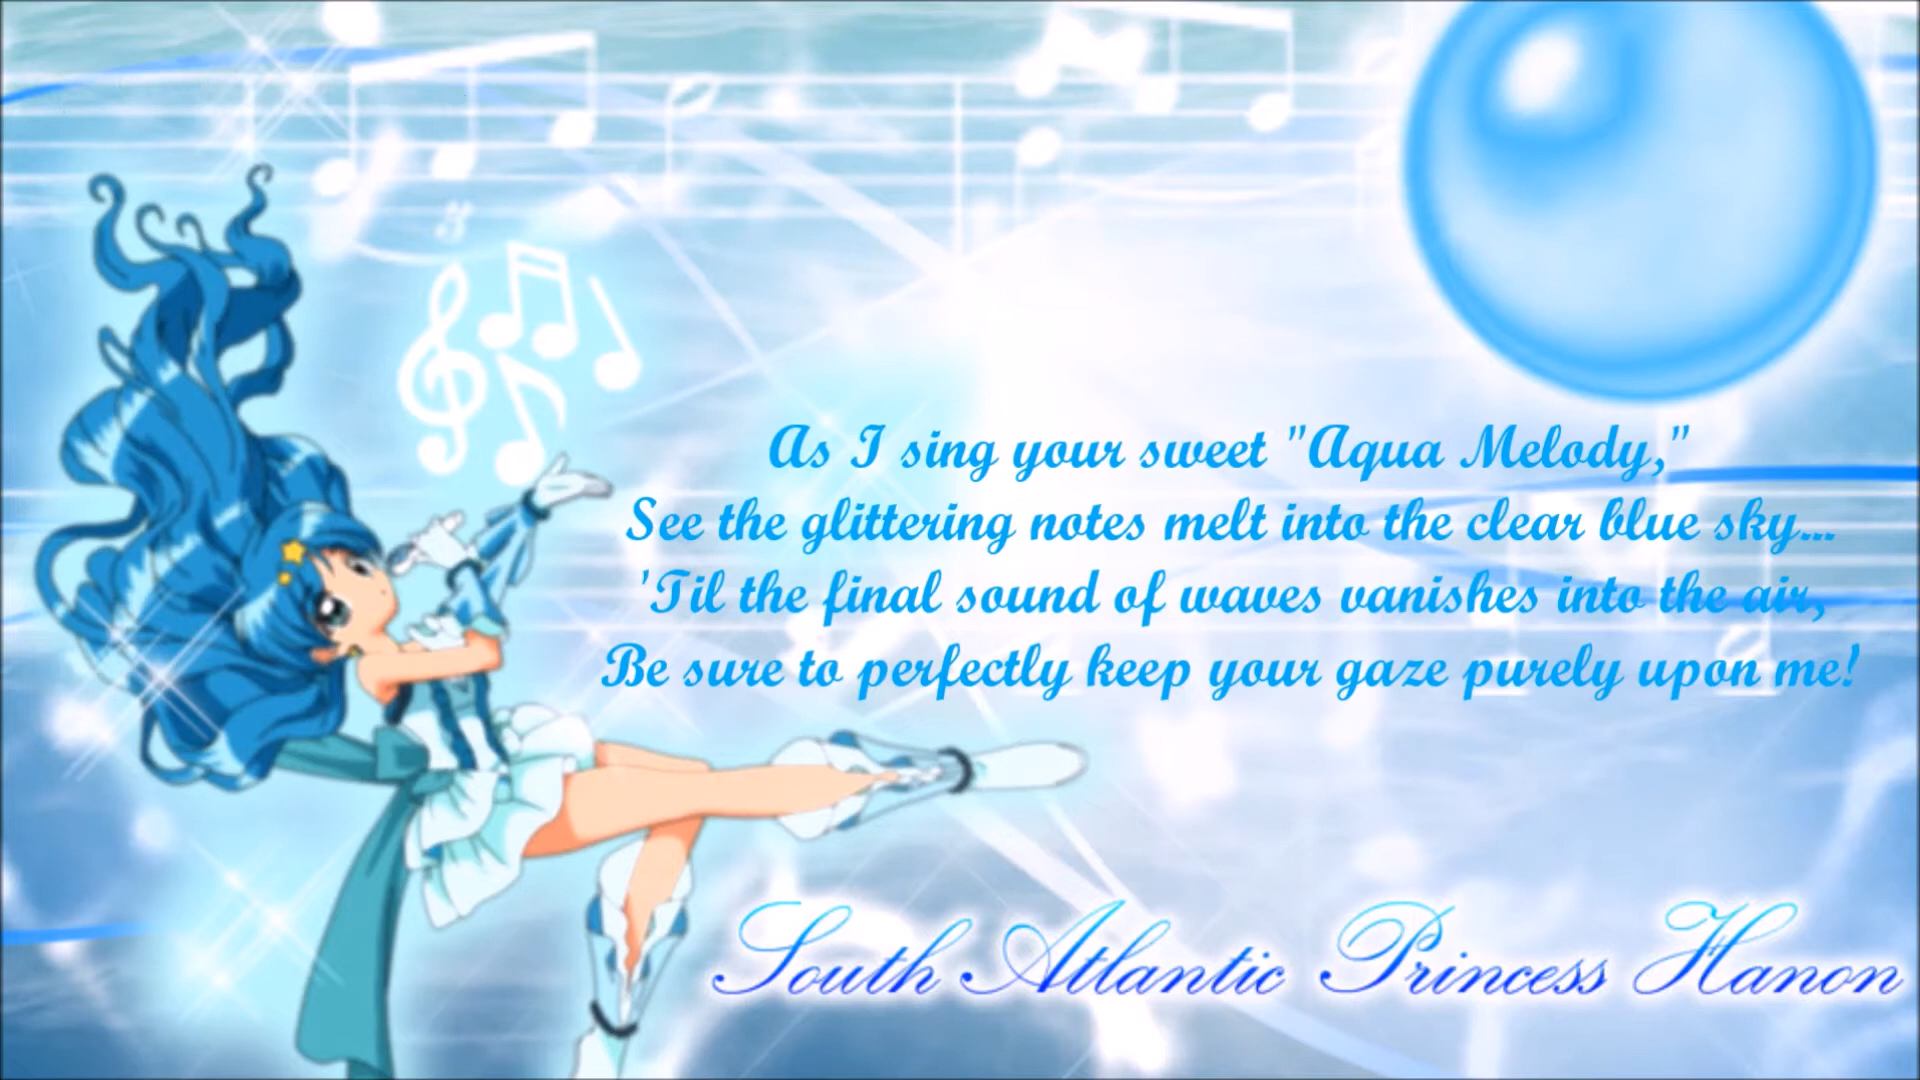 As I sing your sweet "Aqua Melody,"
See the glittering notes melt into the clear blue sky...
'Til the final sound of waves vanishes into the air,
Be sure to perfectly keep your gaze purely upon me!
South Atlantic Princess Hanon